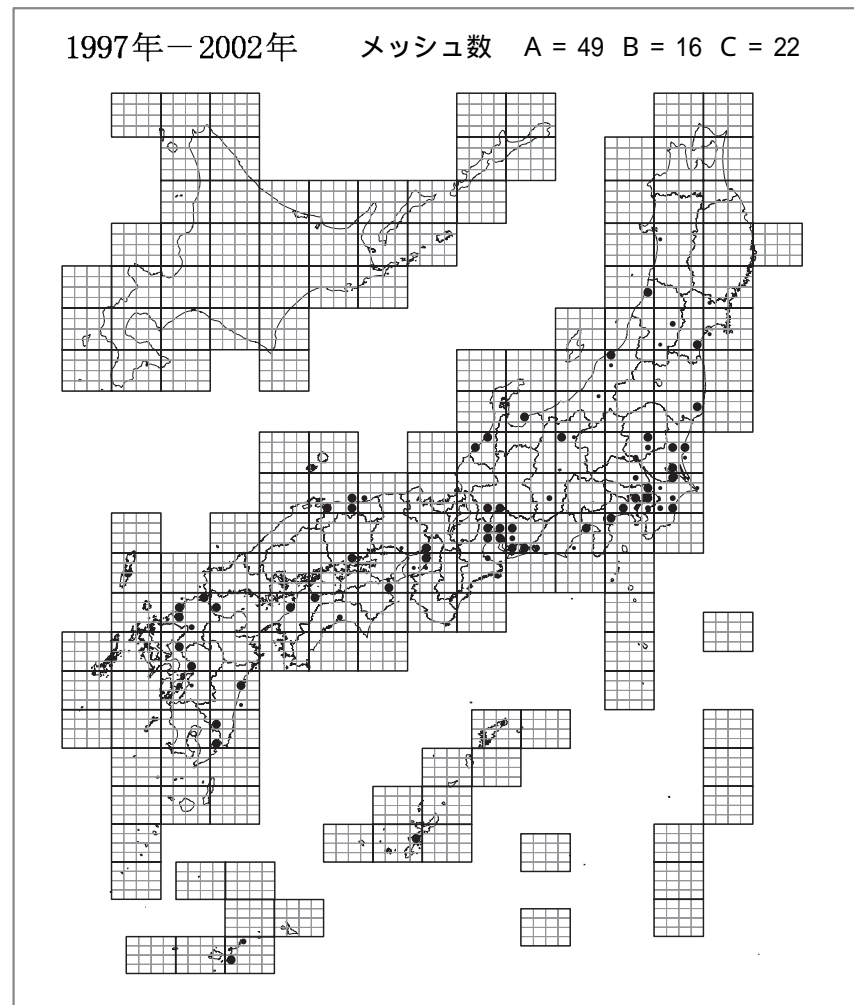 1997年－2002年 メッシュ数 A = 49 B = 16 C = 22